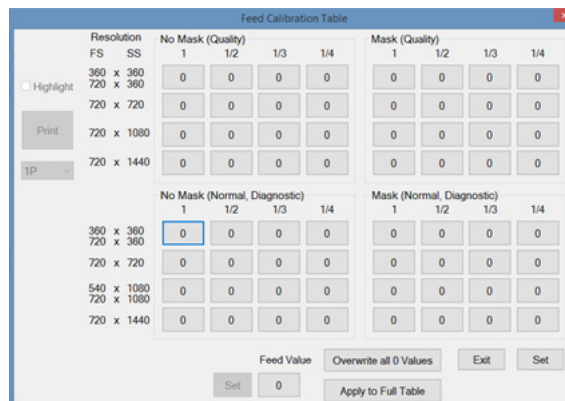 Feed Calibration Table
Resolution
FS SS
No Mask (Quality)
1 1/2 1/3 1/4
Mask (Quality)
1 1/2 1/3 1/4
360 x 360
720 x 360
0 0 0 0 0 0 0 0
Highlight
720 x 720
0 0 0 0 0 0 0 0
Print
720 x 1080
0 0 0 0 0 0 0 0
1P
720 x 1440
0 0 0 0 0 0 0 0
No Mask (Normal, Diagnostic)
1 1/2 1/3 1/4
Mask (Normal, Diagnostic)
1 1/2 1/3 1/4
360 x 360
720 x 360
0 0 0 0 0 0 0 0
720 x 720
0 0 0 0 0 0 0 0
540 x 1080
720 x 1080
0 0 0 0 0 0 0 0
720 x 1440
0 0 0 0 0 0 0 0
Feed Value
Overwrite all 0 Values
Exit
Set
Set
0
Apply to Full Table